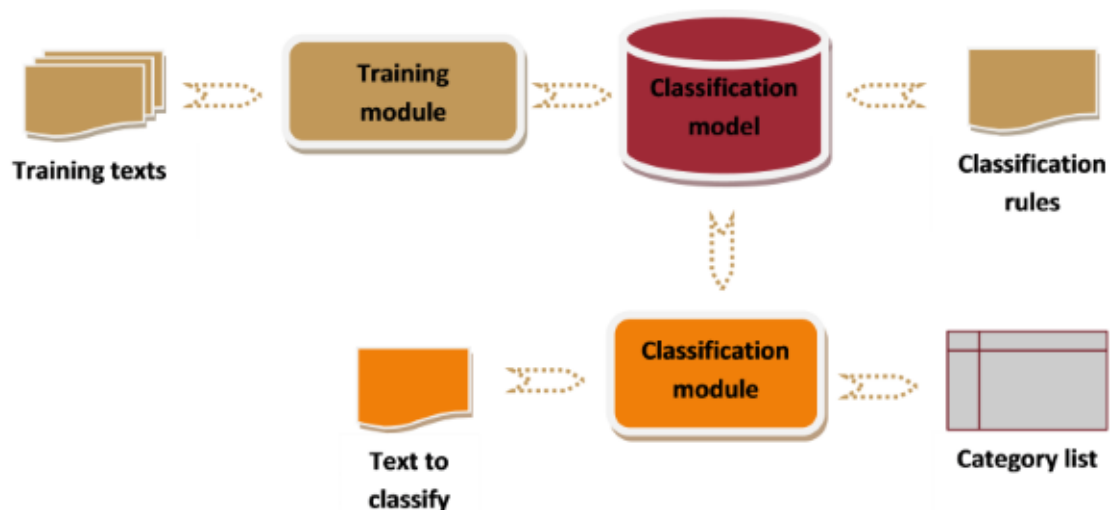 Training
module
Classification
model
Training texts
Classification
rules
Classification
module
Text to
classify
Category list